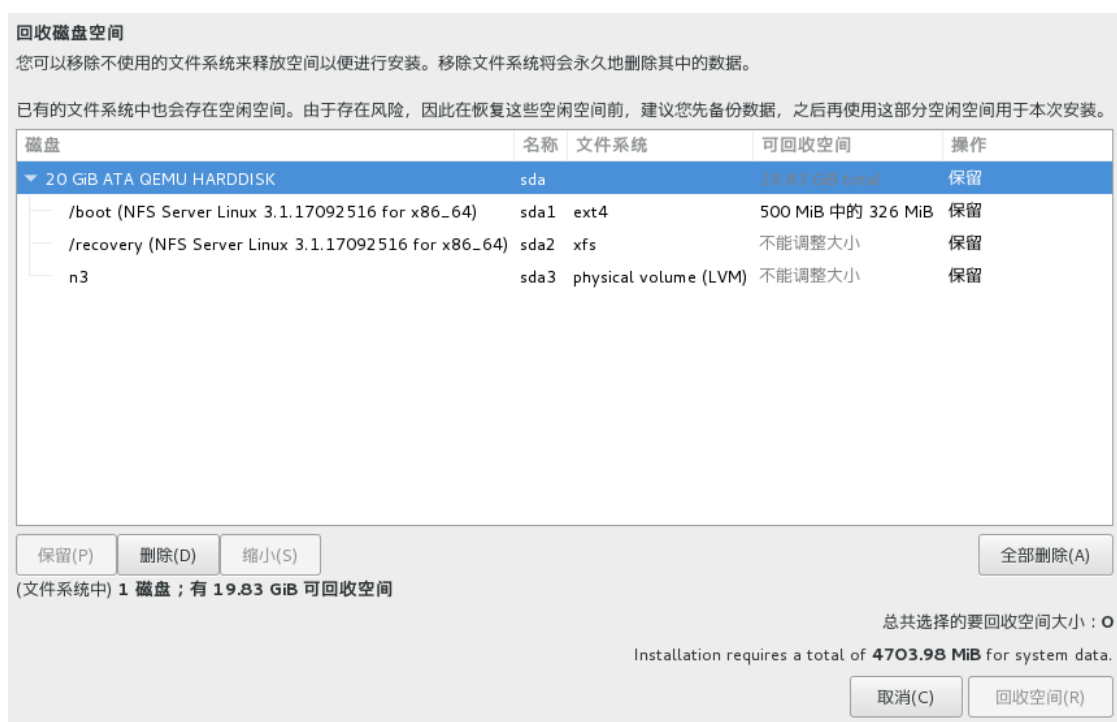 回收磁盘空间
您可以移除不使用的文件系统来释放空间以便进行安装。移除文件系统将会永久地删除其中的数据。
已有的文件系统中也会存在空闲空间。由于存在风险，因此在恢复这些空闲空间前，建议您先备份数据，之后再使用这部分空闲空间用于本次安装。
磁盘 名称 文件系统 可回收空间 操作
20 GiB ATA QEMU HARDDISK sda 19.83 GiB total 保留
/boot (NFS Server Linux 3.1.17092516 for x86_64) sda1 ext4 500 MiB 中的 326 MiB 保留
/recovery (NFS Server Linux 3.1.17092516 for x86_64) sda2 xfs 不能调整大小 保留
n3 sda3 physical volume (LVM) 不能调整大小 保留
保留(P) 删除(D) 缩小(S) 全部删除(A)
(文件系统中) 1 磁盘；有 19.83 GiB 可回收空间
总共选择的要回收空间大小：0
Installation requires a total of 4703.98 MiB for system data.
取消(C) 回收空间(R)